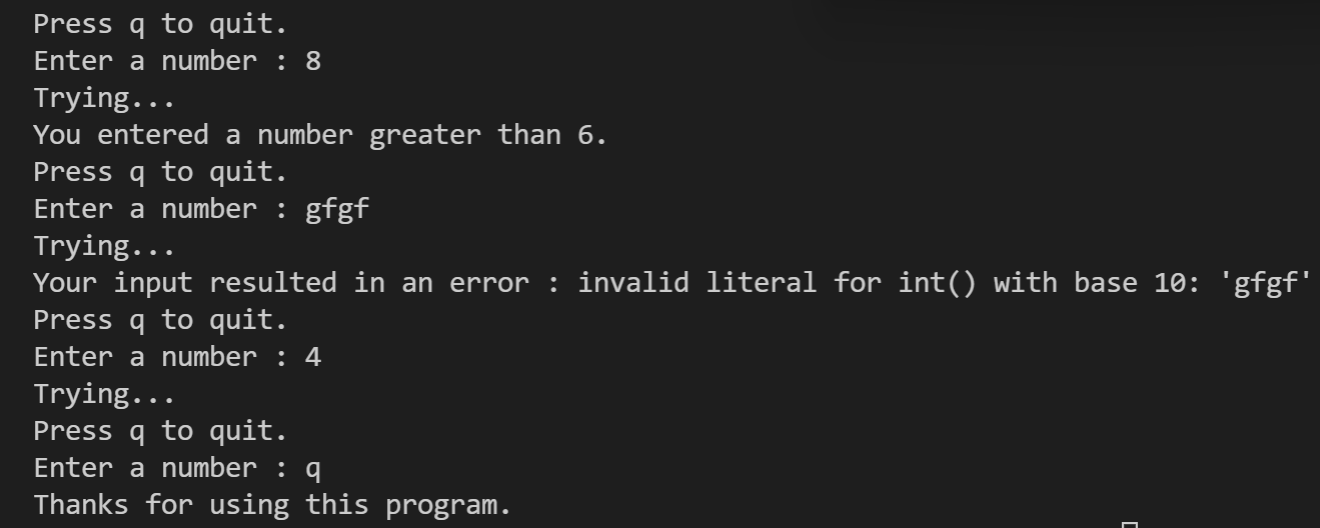 Press q to quit.
Enter a number : 8
Trying...
You entered a number greater than 6.
Press q to quit.
Enter a number : gfgf
Trying...
Your input resulted in an error : invalid literal for int() with base 10: 'gfgf'
Press q to quit.
Enter a number : 4
Trying...
Press q to quit.
Enter a number : q
Thanks for using this program.